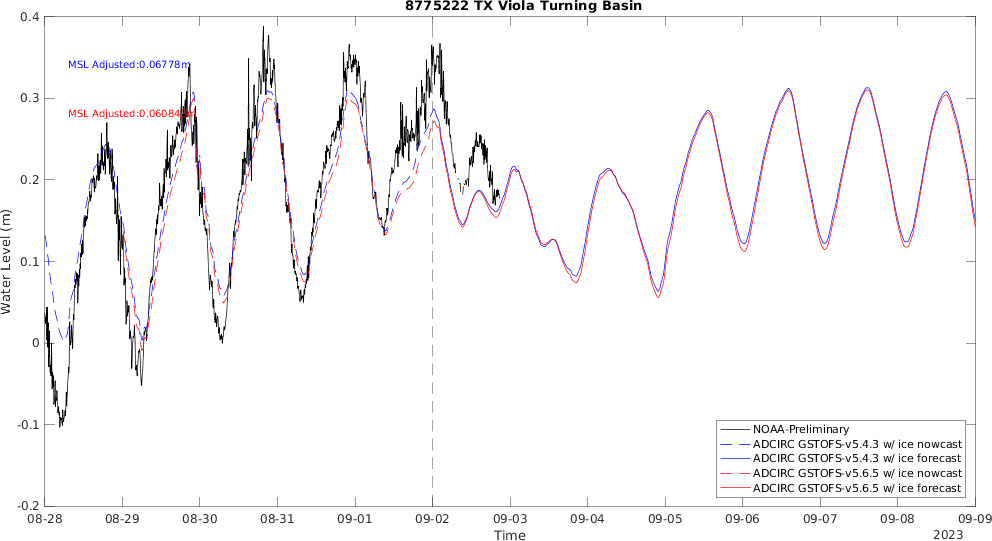 8775222 TX Viola Turning Basin
0.4
MSL Adjusted:0.06778m
0.3
MSL Adjusted:0.06084
0.2
0.1
Water Level (m)
0
-0.1
-0.2
NOAA-Preliminary
ADCIRC GSTOFS-v5.4.3 w/ ice nowcast
ADCIRC GSTOFS-v5.4.3 w/ ice forecast
ADCIRC GSTOFS-v5.6.5 w/ ice nowcast
ADCIRC GSTOFS-v5.6.5 w/ ice forecast
08-28 08-29 08-30 08-31 09-01 09-02 09-03 09-04 09-05 09-06 09-07 09-08 09-09
Time
2023